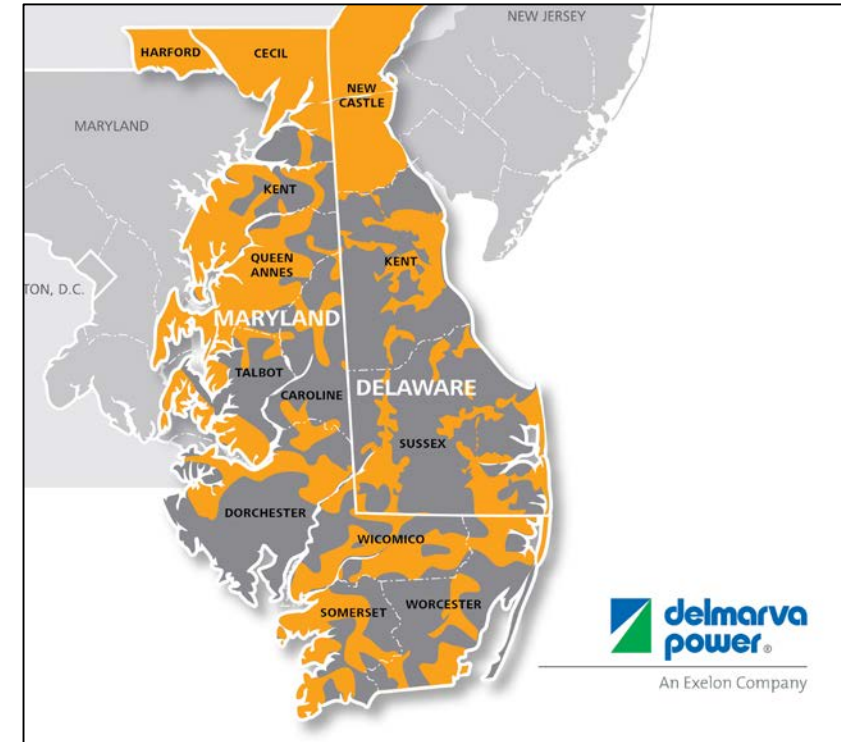 NEW JERSEY
HARFORD
CECIL
NEW
CASTLE
MARYLAND
KENT
QUEEN
ANNES
KENT
TON, D.C.
MARYLAND
TALBOT
CAROLINE
DELAWARE
SUSSEX
DORCHESTER
WICOMICO
SOMERSET
WORCESTER
delmarva
power®
An Exelon Company